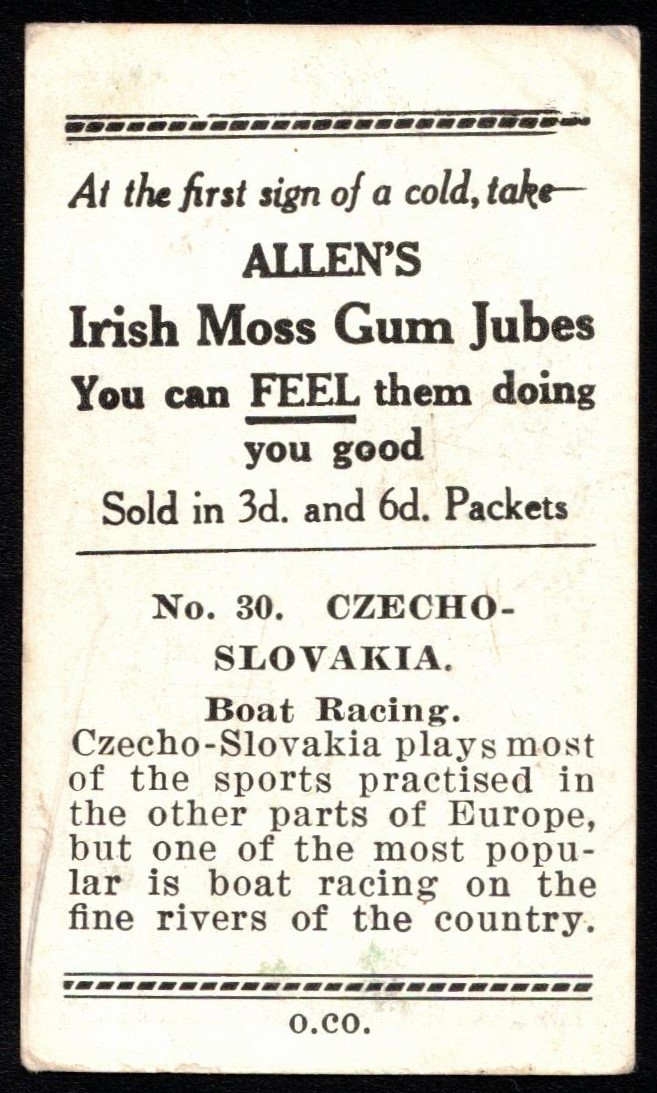 At the first sign of a cold, take—
ALLEN'S
Irish Moss Gum Jubes
You can FEEL them doing
you good
Sold in 3d. and 6d. Packets
No. 30. CZECHO-
SLOVAKIA.
Boat Racing.
Czecho-Slovakia plays most
of the sports practised in
the other parts of Europe,
but one of the most popu-
lar is boat racing on the
fine rivers of the country.
O.CO.